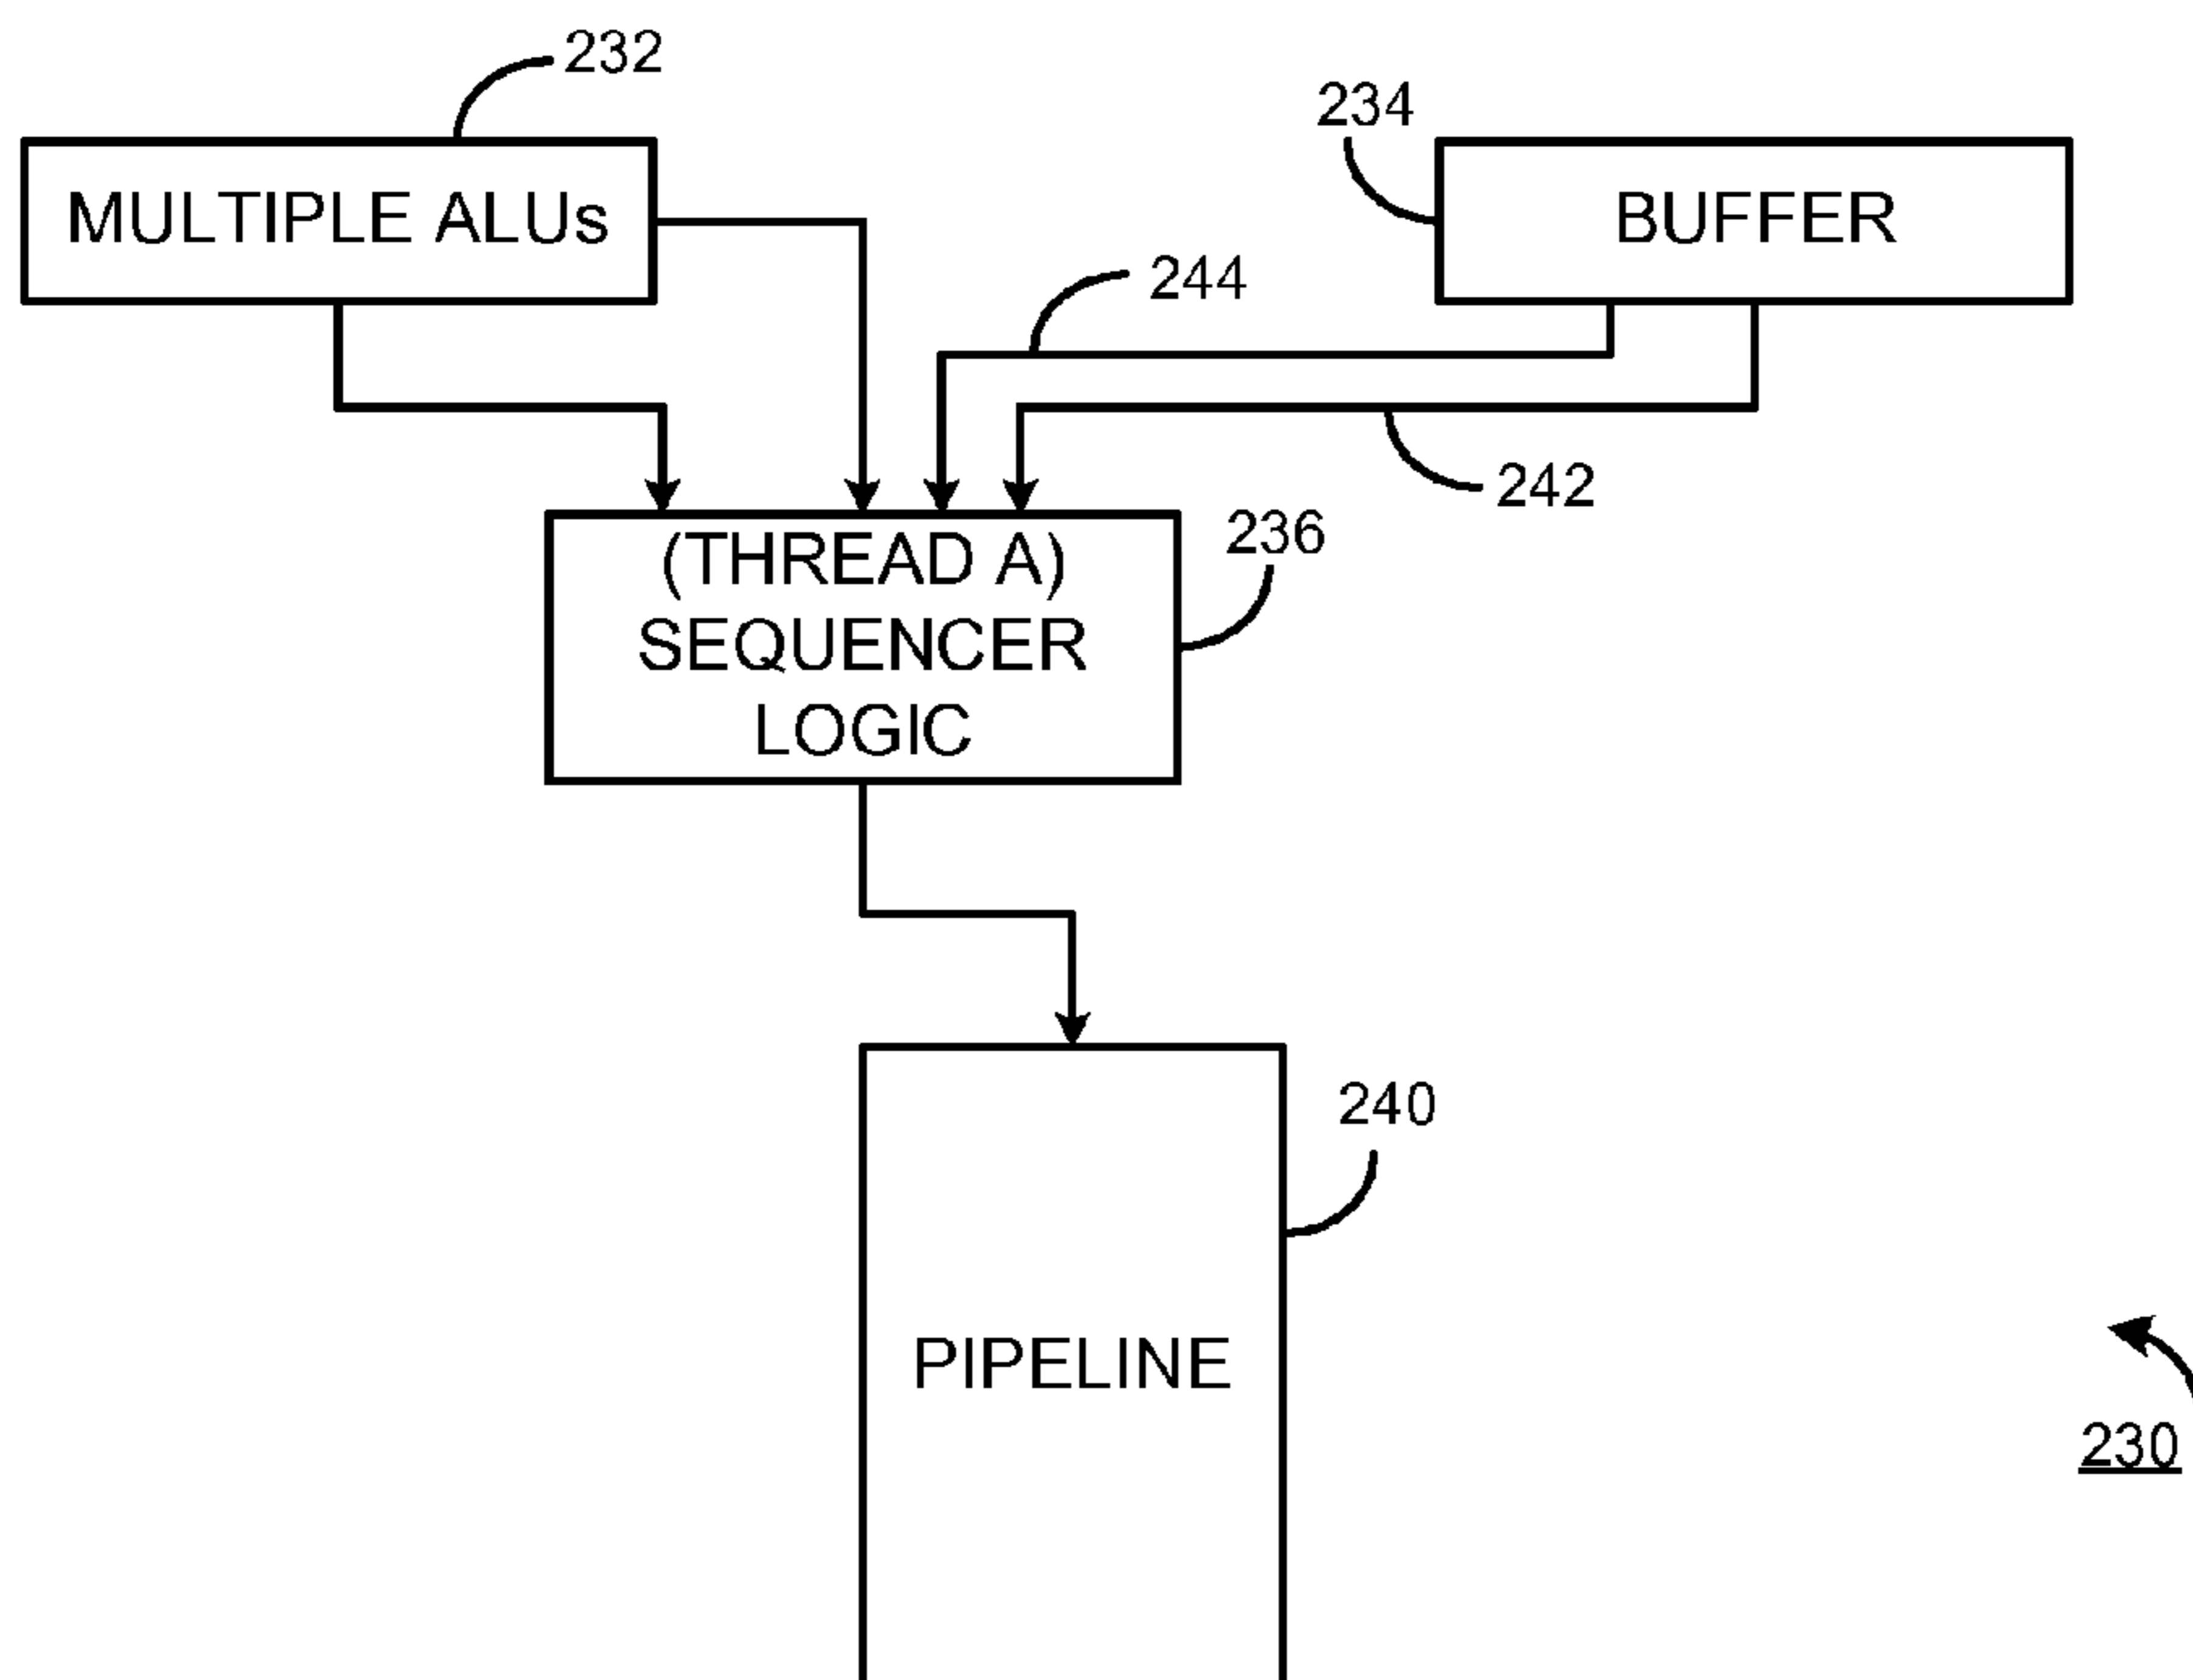 232
234
MULTIPLE ALUs
BUFFER
244
242
236
(THREAD A)
SEQUENCER
LOGIC
240
PIPELINE
230